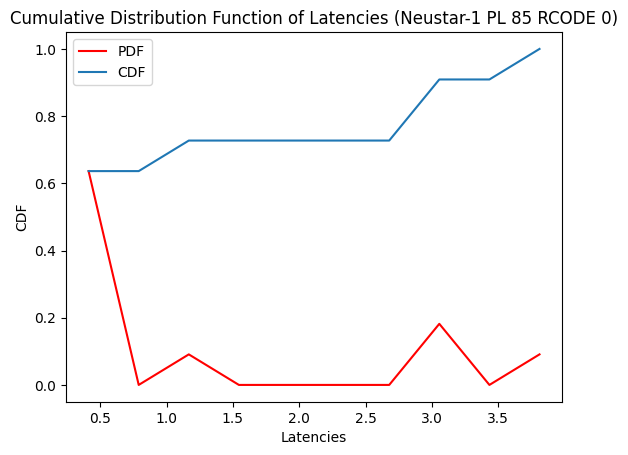 Cumulative Distribution Function of Latencies (Neustar-1 PL 85 RCODE 0)
PDF
CDF
1.0
0.8
0.6
0.4
0.2
0.0
CDF
0.5 1.0 1.5 2.0 2.5 3.0 3.5
Latencies